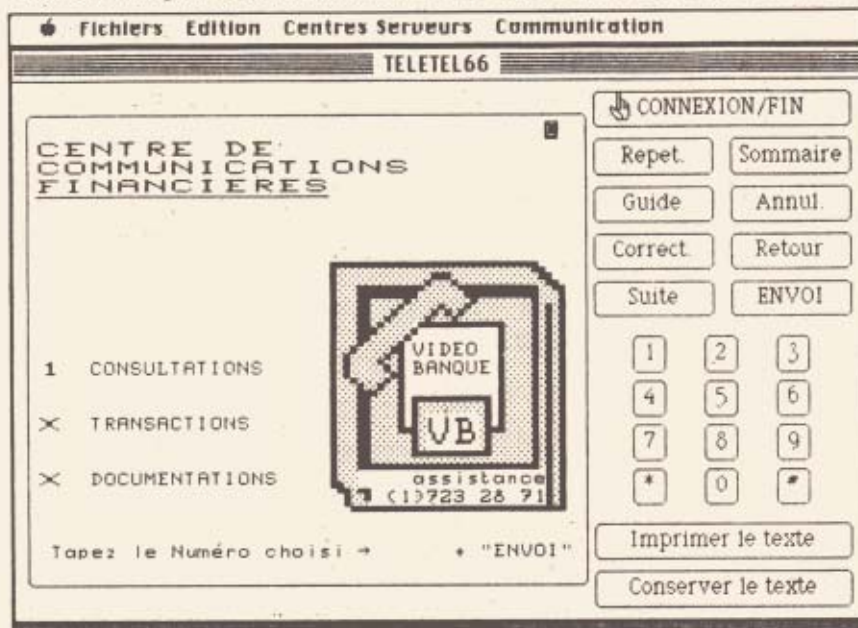 Fichiers Edition Centres Serveurs Communication
TELETEL66
CENTRE DE
COMMUNICATIONS
FINANCIERES
1 CONSULTATIONS
× TRANSACTIONS
× DOCUMENTATIONS
VIDEO
BANQUE
VB
assistance
(1)723 28 71
Tapez le Numéro choisi → + "ENVOI"
CONNEXION/FIN
Repet. Sommaire
Guide Annul.
Correct. Retour
Suite ENVOI
1 2 3
4 5 6
7 8 9
* 0 #
Imprimer le texte
Conserver le texte